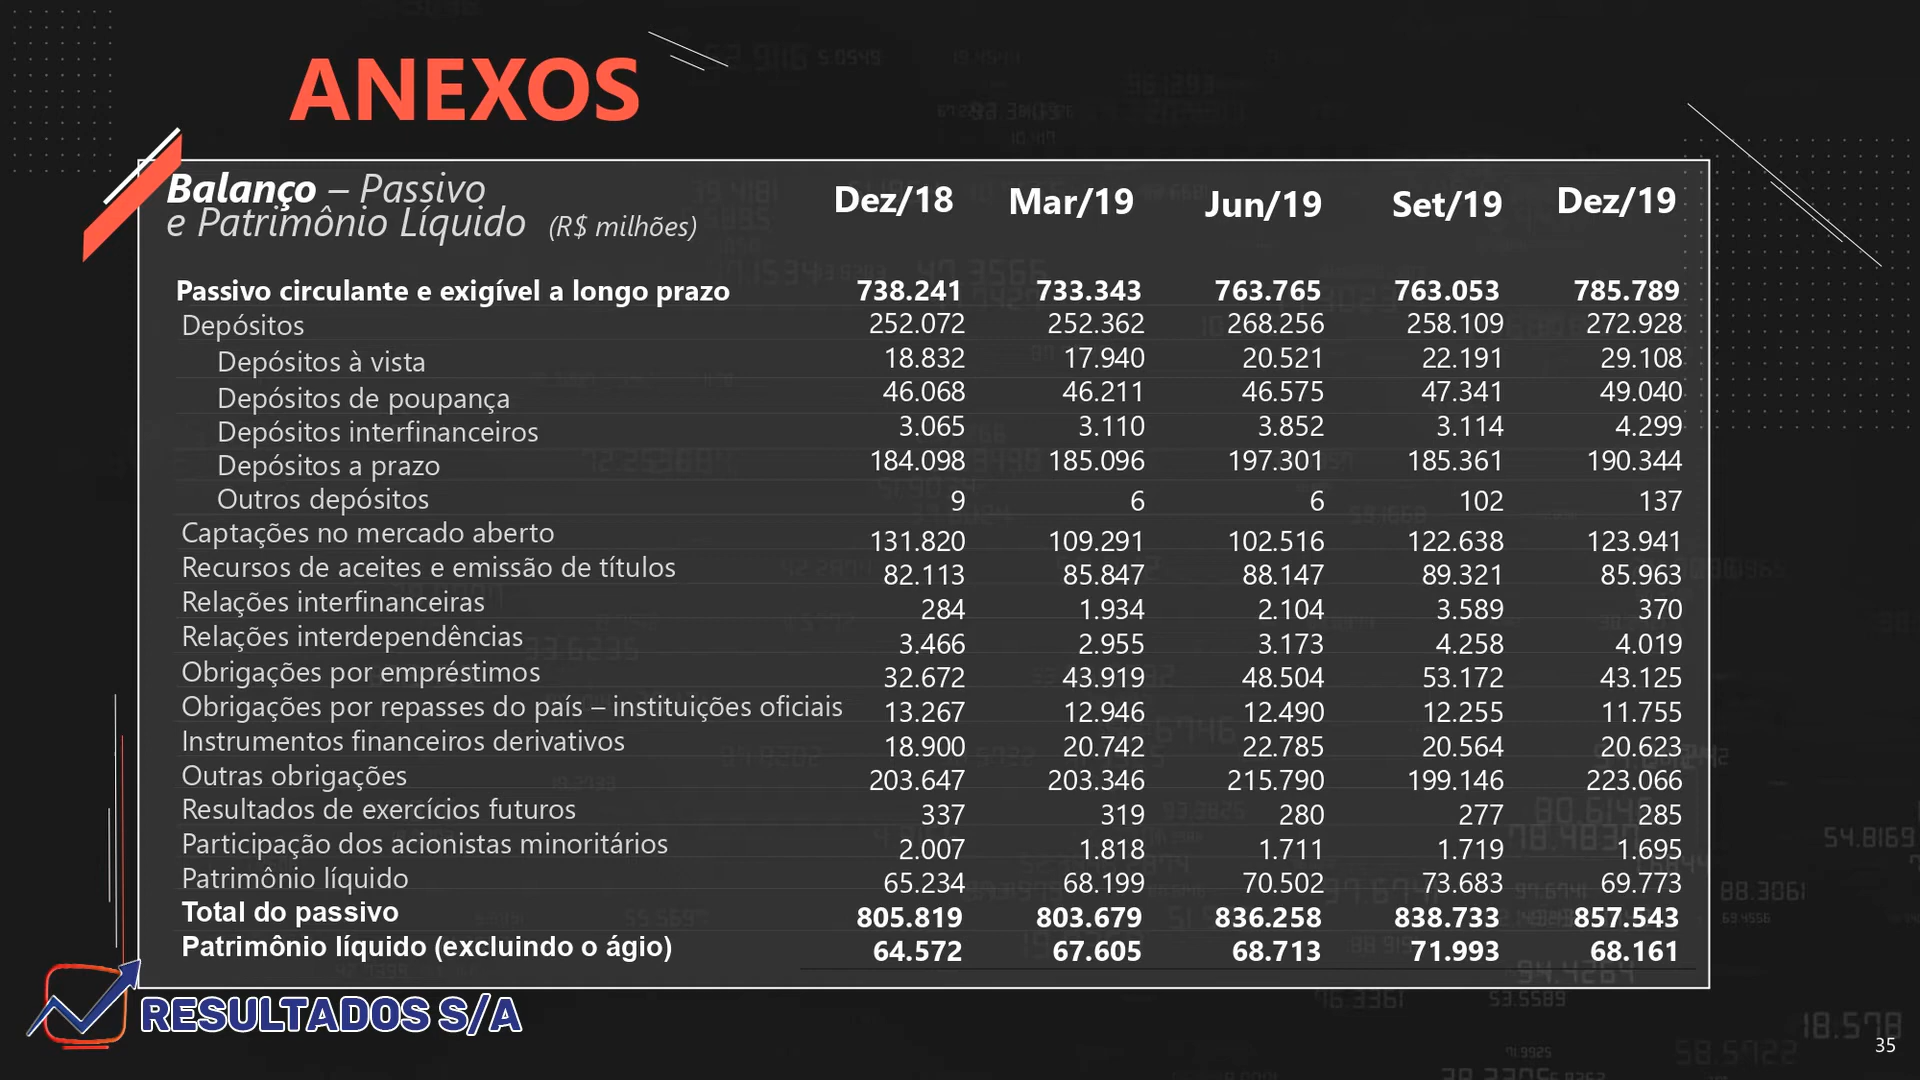 ANEXOS
Balanço – Passivo
e Patrimônio Líquido (R$ milhões)
Dez/18 Mar/19 Jun/19 Set/19 Dez/19
Passivo circulante e exigível a longo prazo 738.241 733.343 763.765 763.053 785.789
Depósitos 252.072 252.362 268.256 258.109 272.928
Depósitos à vista 18.832 17.940 20.521 22.191 29.108
Depósitos de poupança 46.068 46.211 46.575 47.341 49.040
Depósitos interfinanceiros 3.065 3.110 3.852 3.114 4.299
Depósitos a prazo 184.098 185.096 197.301 185.361 190.344
Outros depósitos 9 6 6 102 137
Captações no mercado aberto 131.820 109.291 102.516 122.638 123.941
Recursos de aceites e emissão de títulos 82.113 85.847 88.147 89.321 85.963
Relações interfinanceiras 284 1.934 2.104 3.589 370
Relações interdependências 3.466 2.955 3.173 4.258 4.019
Obrigações por empréstimos 32.672 43.919 48.504 53.172 43.125
Obrigações por repasses do país – instituições oficiais 13.267 12.946 12.490 12.255 11.755
Instrumentos financeiros derivativos 18.900 20.742 22.785 20.564 20.623
Outras obrigações 203.647 203.346 215.790 199.146 223.066
Resultados de exercícios futuros 337 319 280 277 285
Participação dos acionistas minoritários 2.007 1.818 1.711 1.719 1.695
Patrimônio líquido 65.234 68.199 70.502 73.683 69.773
Total do passivo 805.819 803.679 836.258 838.733 857.543
Patrimônio líquido (excluindo o ágio) 64.572 67.605 68.713 71.993 68.161
RESULTADOS S/A
35